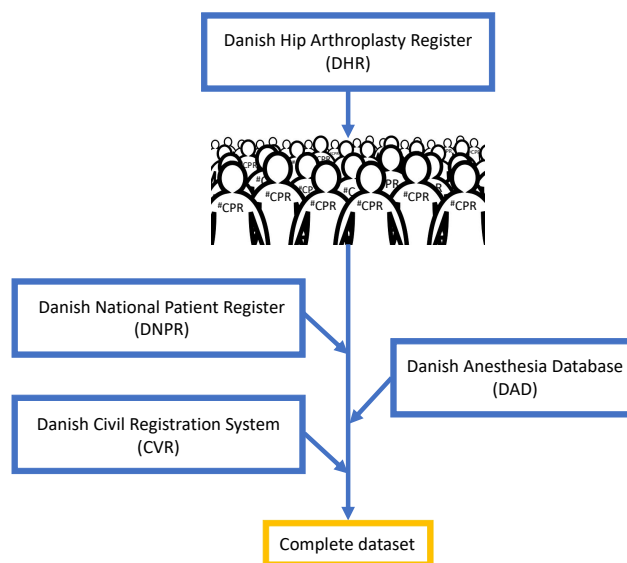 Danish Hip Arthroplasty Register
(DHR)
#CPR
#CPR
#CPR
#CPR
#CPR
#CPR
Danish National Patient Register
(DNPR)
Danish Anesthesia Database
(DAD)
Danish Civil Registration System
(CVR)
Complete dataset